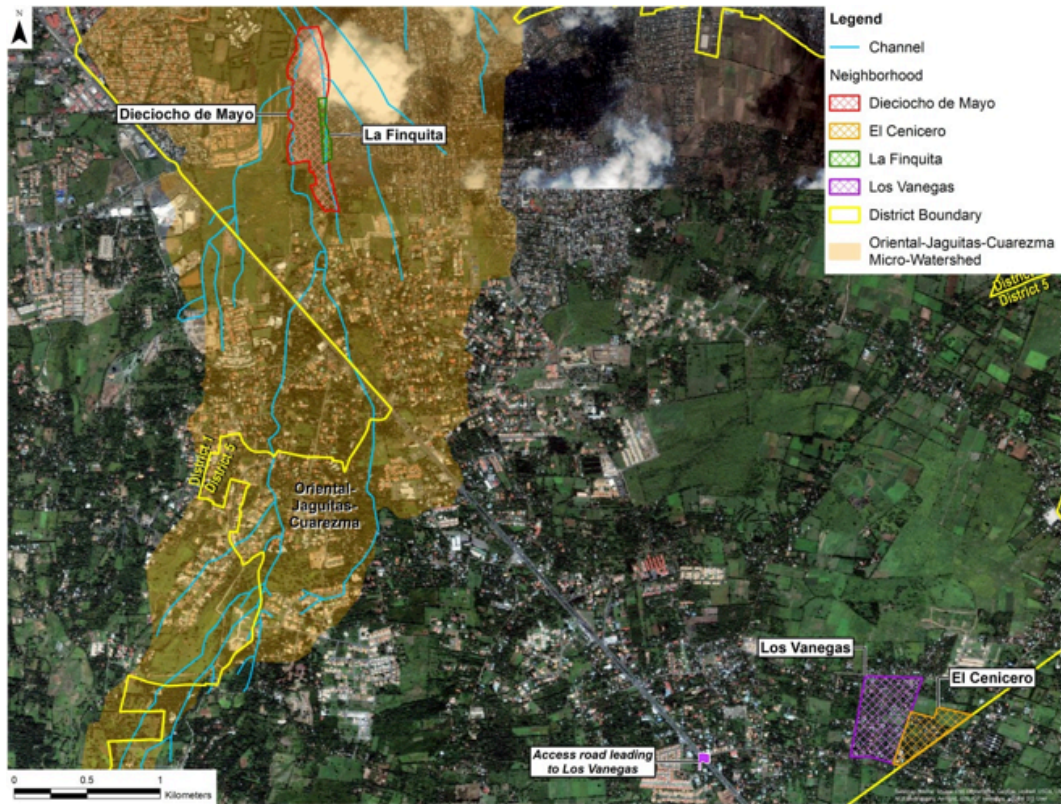 N
Dieciocho de Mayo
La Finquita
Legend
Channel
Neighborhood
Dieciocho de Mayo
El Cenicero
La Finquita
Los Vanegas
District Boundary
Oriental-Jaguitas-Cuarezma
Micro-Watershed
District 5
District 1
District 5
Oriental-
Jaguitas-
Cuarezma
Los Vanegas
El Cenicero
Access road leading
to Los Vanegas
0 0.5 1
Kilometers